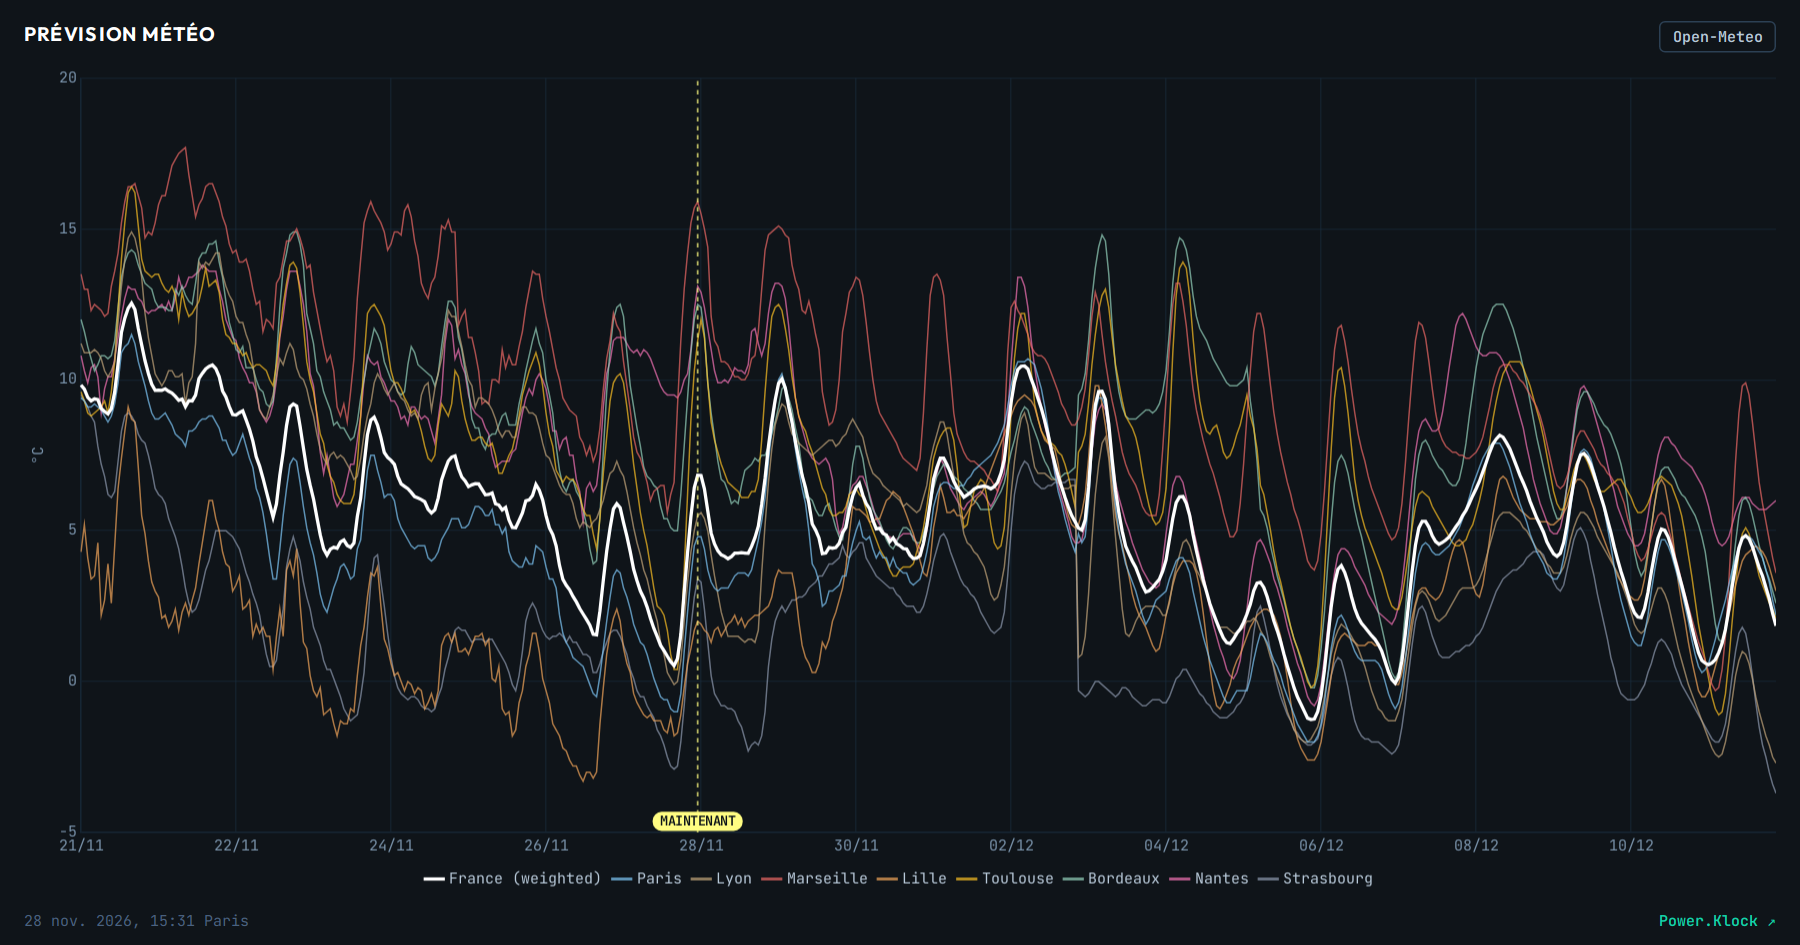 PRÉVISION MÉTÉO
Open-Meteo
20
15
10
5
0
-5
°C
MAINTENANT
21/11 22/11 24/11 26/11 28/11 30/11 02/12 04/12 06/12 08/12 10/12
France (weighted) Paris Lyon Marseille Lille Toulouse Bordeaux Nantes Strasbourg
28 nov. 2026, 15:31 Paris
Power.Klock ↗